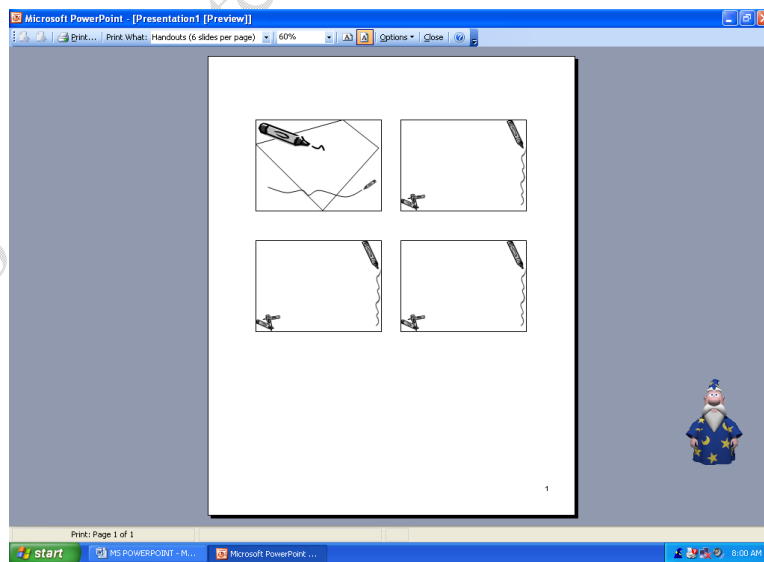 Microsoft PowerPoint - [Presentation1 [Preview]]
Print... Print What: Handouts (6 slides per page) 60% Options Close
1
Print: Page 1 of 1
start MS POWERPOINT - M... Microsoft PowerPoint ... 8:00 AM